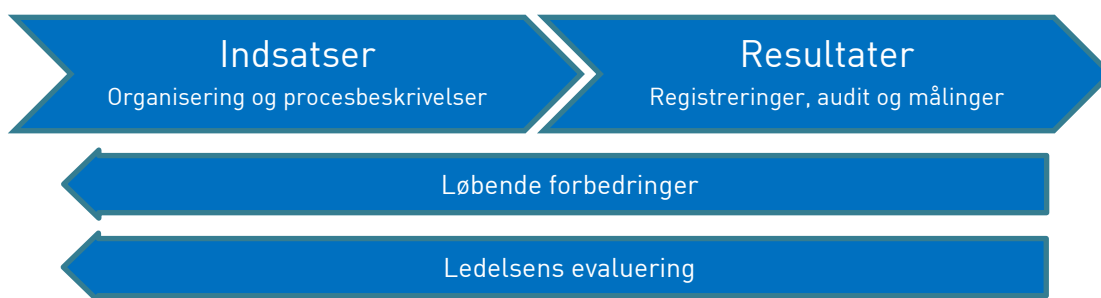 Indsatser
Organisering og procesbeskrivelser
Resultater
Registreringer, audit og målinger
Løbende forbedringer
Ledelsens evaluering